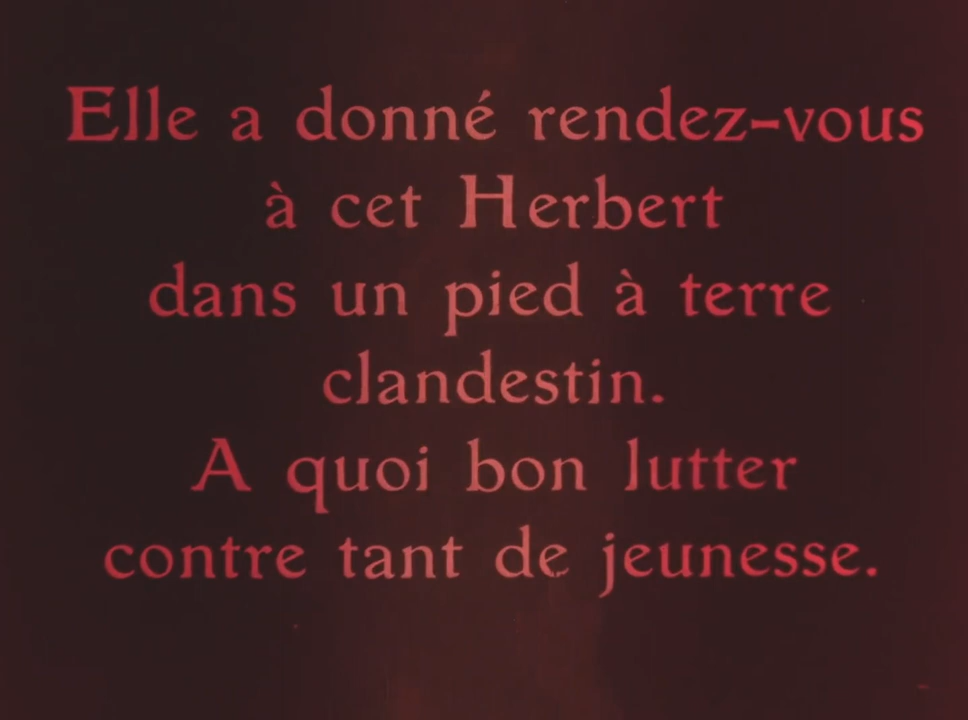 Elle a donné rendez-vous
à cet Herbert
dans un pied à terre
clandestin.
A quoi bon lutter
contre tant de jeunesse.